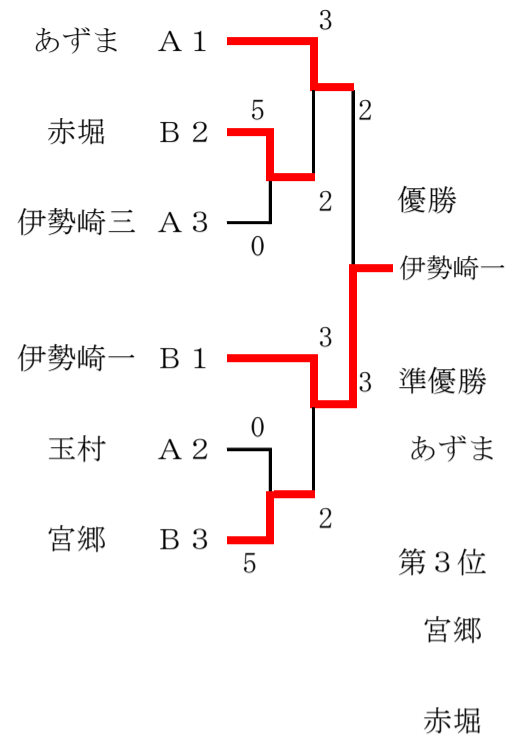 3
あずま A1
2
5
赤堀 B2
2
優勝
伊勢崎三 A3
0
伊勢崎一
3
伊勢崎一 B1
3
準優勝
0
玉村 A2
あずま
2
宮郷 B3
5
第3位
宮郷
赤堀